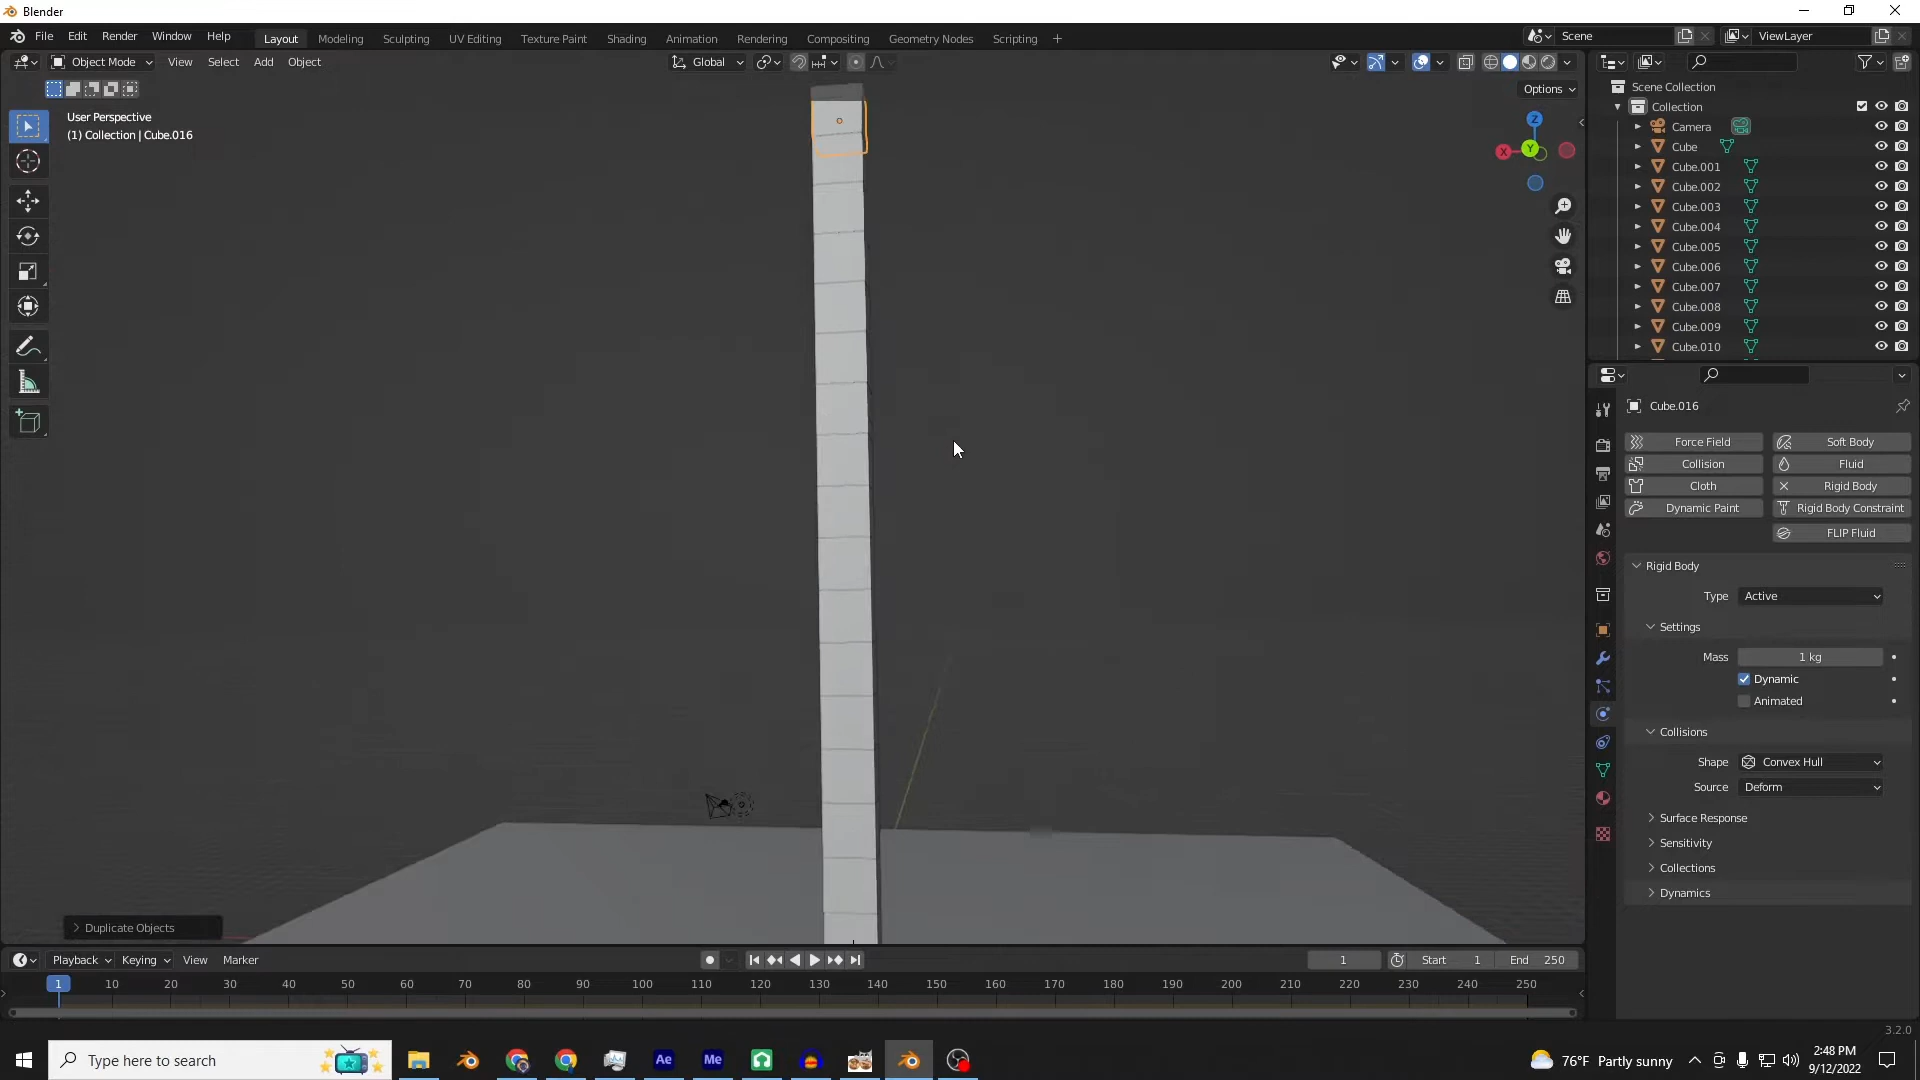 Blender
File Edit Render Window Help
Layout Modeling Sculpting UV Editing Texture Paint Shading Animation Rendering Compositing Geometry Nodes Scripting +
Scene
ViewLayer
Object Mode View Select Add Object
Global
Options
User Perspective
(1) Collection | Cube.016
Z
X
Y
Scene Collection
Collection
Camera
Cube
Cube.001
Cube.002
Cube.003
Cube.004
Cube.005
Cube.006
Cube.007
Cube.008
Cube.009
Cube.010
Cube.016
Force Field
Soft Body
Collision
Fluid
Cloth
Rigid Body
Dynamic Paint
Rigid Body Constraint
FLIP Fluid
Rigid Body
Type Active
Settings
Mass 1 kg
Dynamic
Animated
Collisions
Shape Convex Hull
Source Deform
Surface Response
Sensitivity
Collections
Dynamics
Duplicate Objects
Playback Keying View Marker
1
Start 1
End 250
1 10 20 30 40 50 60 70 80 90 100 110 120 130 140 150 160 170 180 190 200 210 220 230 240 250
3.2.0
Type here to search
Ae
Me
76°F Partly sunny
2:48 PM
9/12/2022